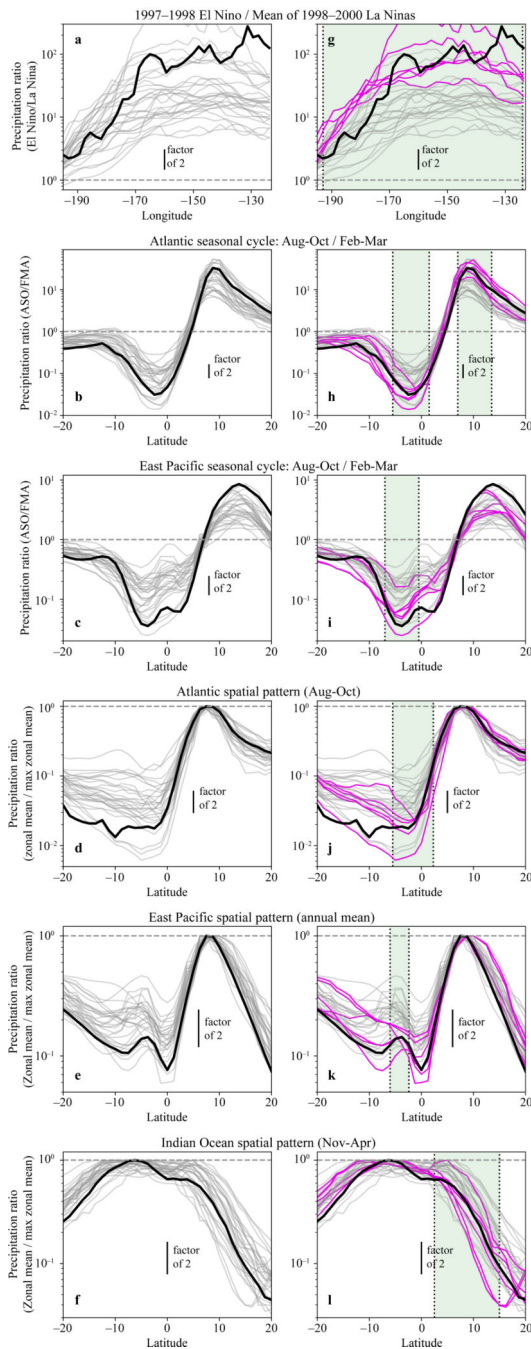 1997–1998 El Nino / Mean of 1998–2000 La Ninas
a
g
Precipitation ratio
(El Nino/La Nina)
10²
10¹
10⁰
factor
of 2
factor
of 2
−190 −170 −150 −130
−190 −170 −150 −130
Longitude
Longitude
Atlantic seasonal cycle: Aug-Oct / Feb-Mar
Precipitation ratio (ASO/FMA)
10¹
10⁰
10⁻¹
10⁻²
factor
of 2
factor
of 2
b
h
−20 −10 0 10 20
−20 −10 0 10 20
Latitude
Latitude
East Pacific seasonal cycle: Aug-Oct / Feb-Mar
Precipitation ratio (ASO/FMA)
10¹
10⁰
10⁻¹
factor
of 2
factor
of 2
c
i
−20 −10 0 10 20
−20 −10 0 10 20
Latitude
Latitude
Atlantic spatial pattern (Aug-Oct)
Precipitation ratio
(zonal mean / max zonal mean)
10⁰
10⁻¹
10⁻²
factor
of 2
factor
of 2
d
j
−20 −10 0 10 20
−20 −10 0 10 20
Latitude
Latitude
East Pacific spatial pattern (annual mean)
Precipitation ratio
(Zonal mean / max zonal mean)
10⁰
10⁻¹
factor
of 2
factor
of 2
e
k
−20 −10 0 10 20
−20 −10 0 10 20
Latitude
Latitude
Indian Ocean spatial pattern (Nov-Apr)
Precipitation ratio
(Zonal mean / max zonal mean)
10⁰
10⁻¹
factor
of 2
factor
of 2
f
l
−20 −10 0 10 20
−20 −10 0 10 20
Latitude
Latitude